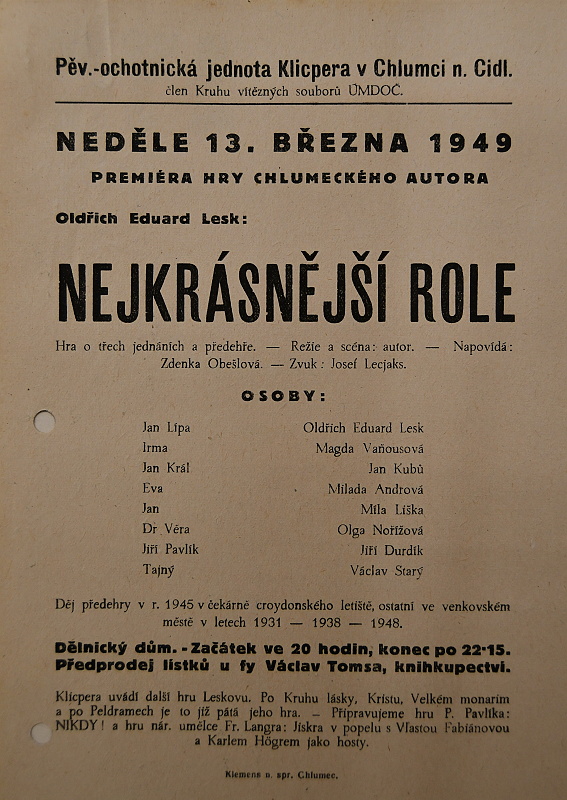 Pěv.-ochotnická jednota Klicpera v Chlumci n. Cidl.
člen Kruhu vítězných souborů ÚMDOČ.
NEDĚLE 13. BŘEZNA 1949
PREMIÉRA HRY CHLUMECKÉHO AUTORA
Oldřich Eduard Lesk:
NEJKRÁSNĚJŠÍ ROLE
Hra o třech jednáních a předehře. — Režie a scéna: autor. — Napovídá:
Zdenka Obešlová. — Zvuk: Josef Lecjaks.
OSOBY:
Jan Lípa Oldřich Eduard Lesk
Irma Magda Vaňousová
Jan Král Jan Kubů
Eva Milada Andrová
Jan Míla Líška
Dr Věra Olga Nořížová
Jiří Pavlík Jiří Durdík
Tajný Václav Starý
Děj předehry v r. 1945 v čekárně croydonského letiště, ostatní ve venkovském
městě v letech 1931 — 1938 — 1948.
Dělnický dům. - Začátek ve 20 hodin, konec po 22·15.
Předprodej lístků u fy Václav Tomsa, knihkupectví.
Klicpera uvádí další hru Leskovu. Po Kruhu lásky, Kristu, Velkém monarim
a po Peldramech je to již pátá jeho hra. — Připravujeme hru P. Pavlíka:
NIKDY! a hru nár. umělce Fr. Langra: Jiskra v popelu s Vlastou Fabiánovou
a Karlem Högrem jako hosty.
Klemens n. spr. Chlumec.